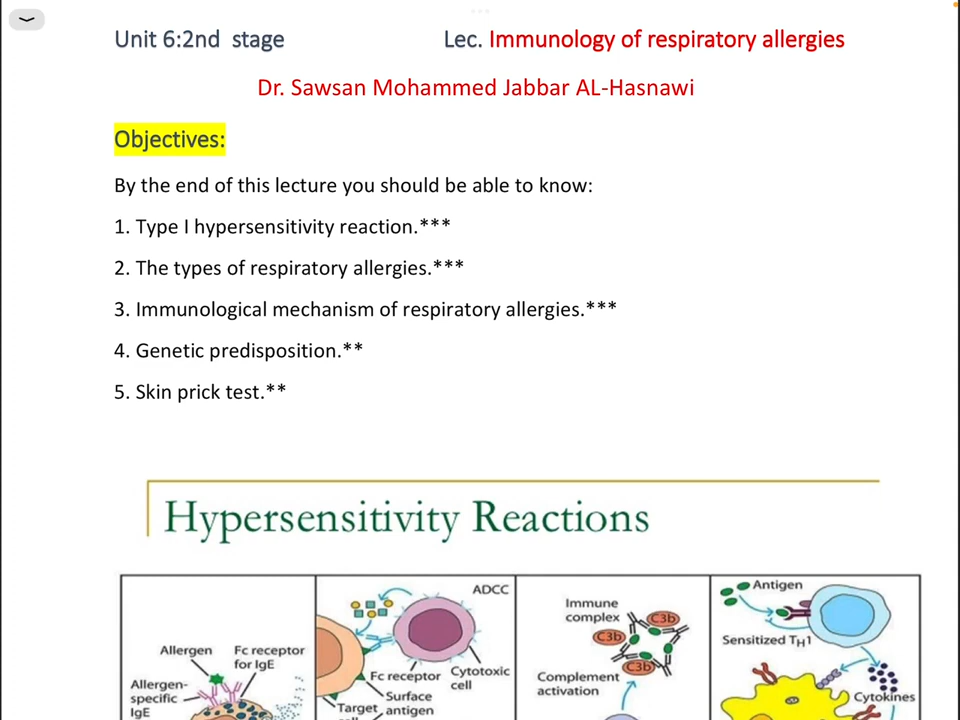 Unit 6:2nd stage Lec. Immunology of respiratory allergies
Dr. Sawsan Mohammed Jabbar AL-Hasnawi
Objectives:
By the end of this lecture you should be able to know:
1. Type I hypersensitivity reaction.***
2. The types of respiratory allergies.***
3. Immunological mechanism of respiratory allergies.***
4. Genetic predisposition.**
5. Skin prick test.**
Hypersensitivity Reactions
Allergen
Fc receptor
for IgE
Allergen-
specific
IgE
ADCC
Fc receptor
Cytotoxic
cell
Surface
antigen
Target
Immune
complex
C3b
C3b
C3b
Complement
activation
Antigen
Sensitized TH1
Cytokines